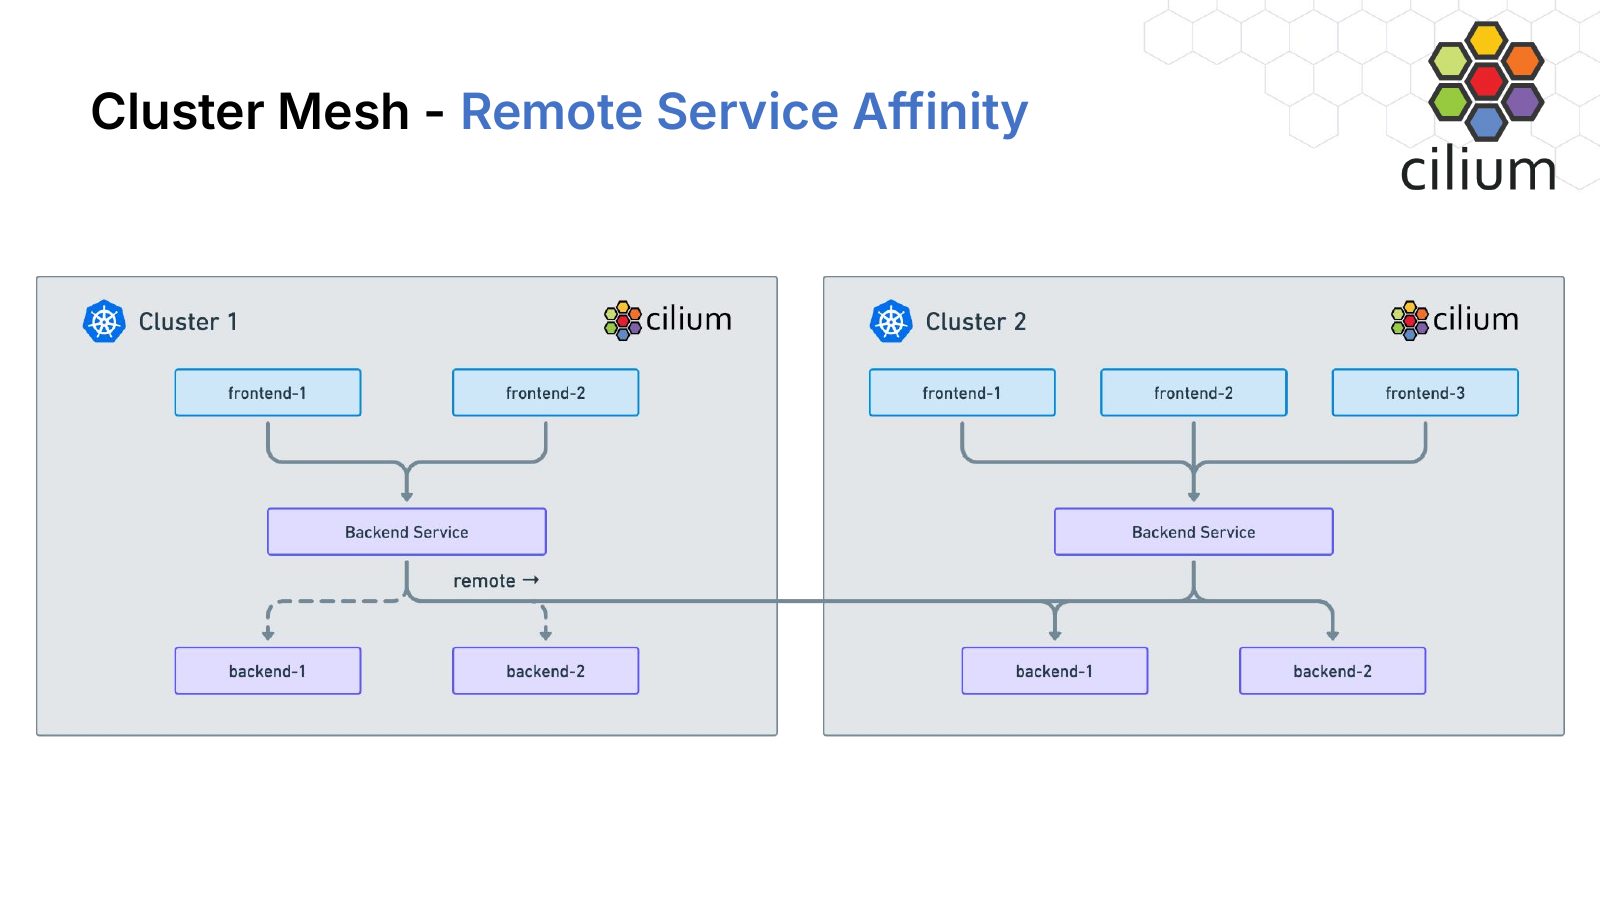 Cluster Mesh - Remote Service Affinity
cilium
Cluster 1
cilium
frontend-1
frontend-2
Backend Service
remote →
backend-1
backend-2
Cluster 2
cilium
frontend-1
frontend-2
frontend-3
Backend Service
backend-1
backend-2